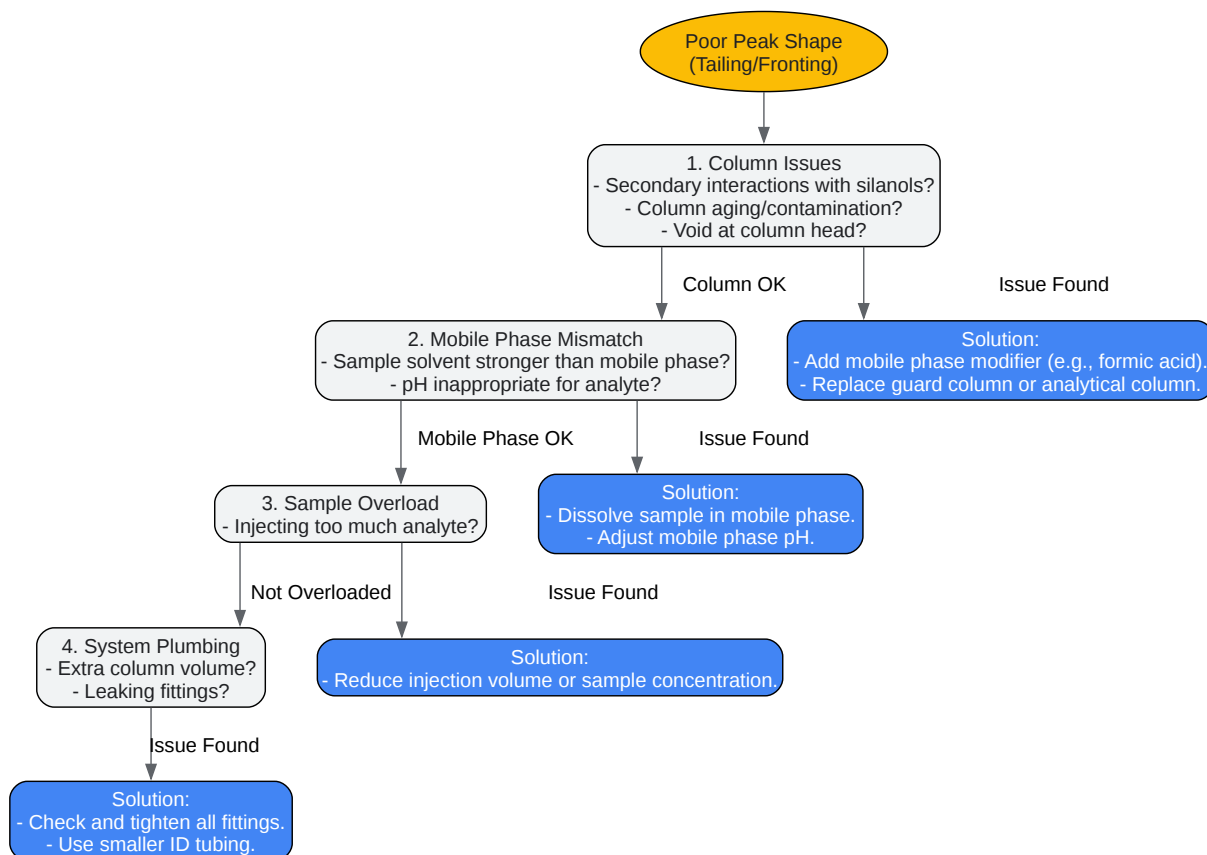 Poor Peak Shape
(Tailing/Fronting)
1. Column Issues
- Secondary interactions with silanols?
- Column aging/contamination?
- Void at column head?
Column OK
Issue Found
2. Mobile Phase Mismatch
- Sample solvent stronger than mobile phase?
- pH inappropriate for analyte?
Solution:
- Add mobile phase modifier (e.g., formic acid).
- Replace guard column or analytical column.
Mobile Phase OK
Issue Found
3. Sample Overload
- Injecting too much analyte?
Solution:
- Dissolve sample in mobile phase.
- Adjust mobile phase pH.
Not Overloaded
Issue Found
4. System Plumbing
- Extra column volume?
- Leaking fittings?
Solution:
- Reduce injection volume or sample concentration.
Issue Found
Solution:
- Check and tighten all fittings.
- Use smaller ID tubing.